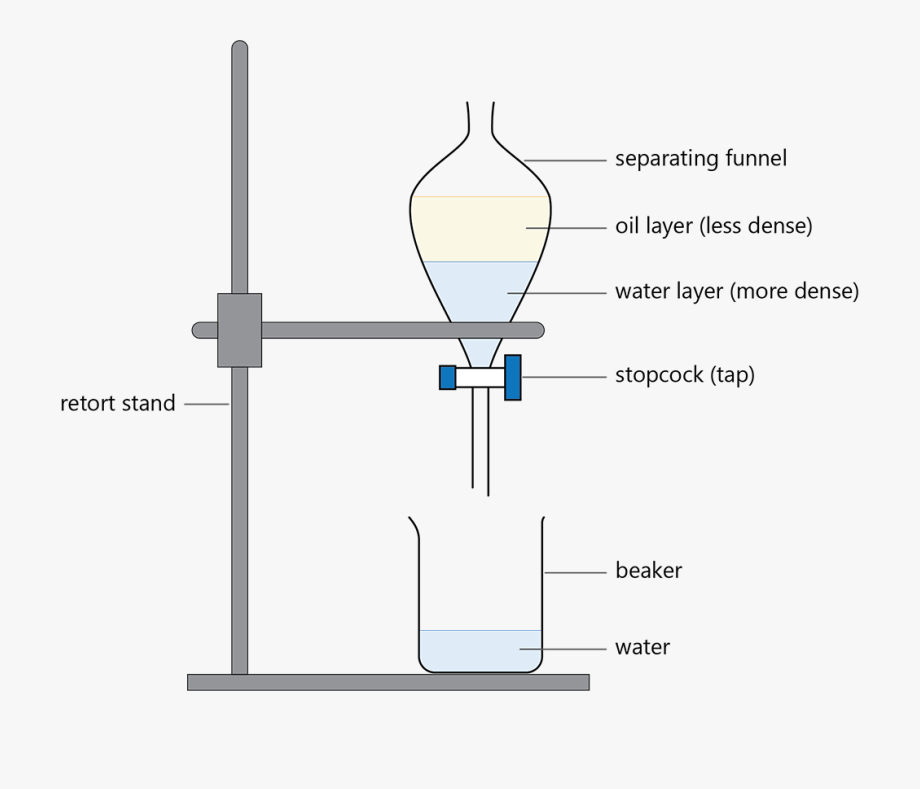 separating funnel
oil layer (less dense)
water layer (more dense)
stopcock (tap)
retort stand
beaker
water